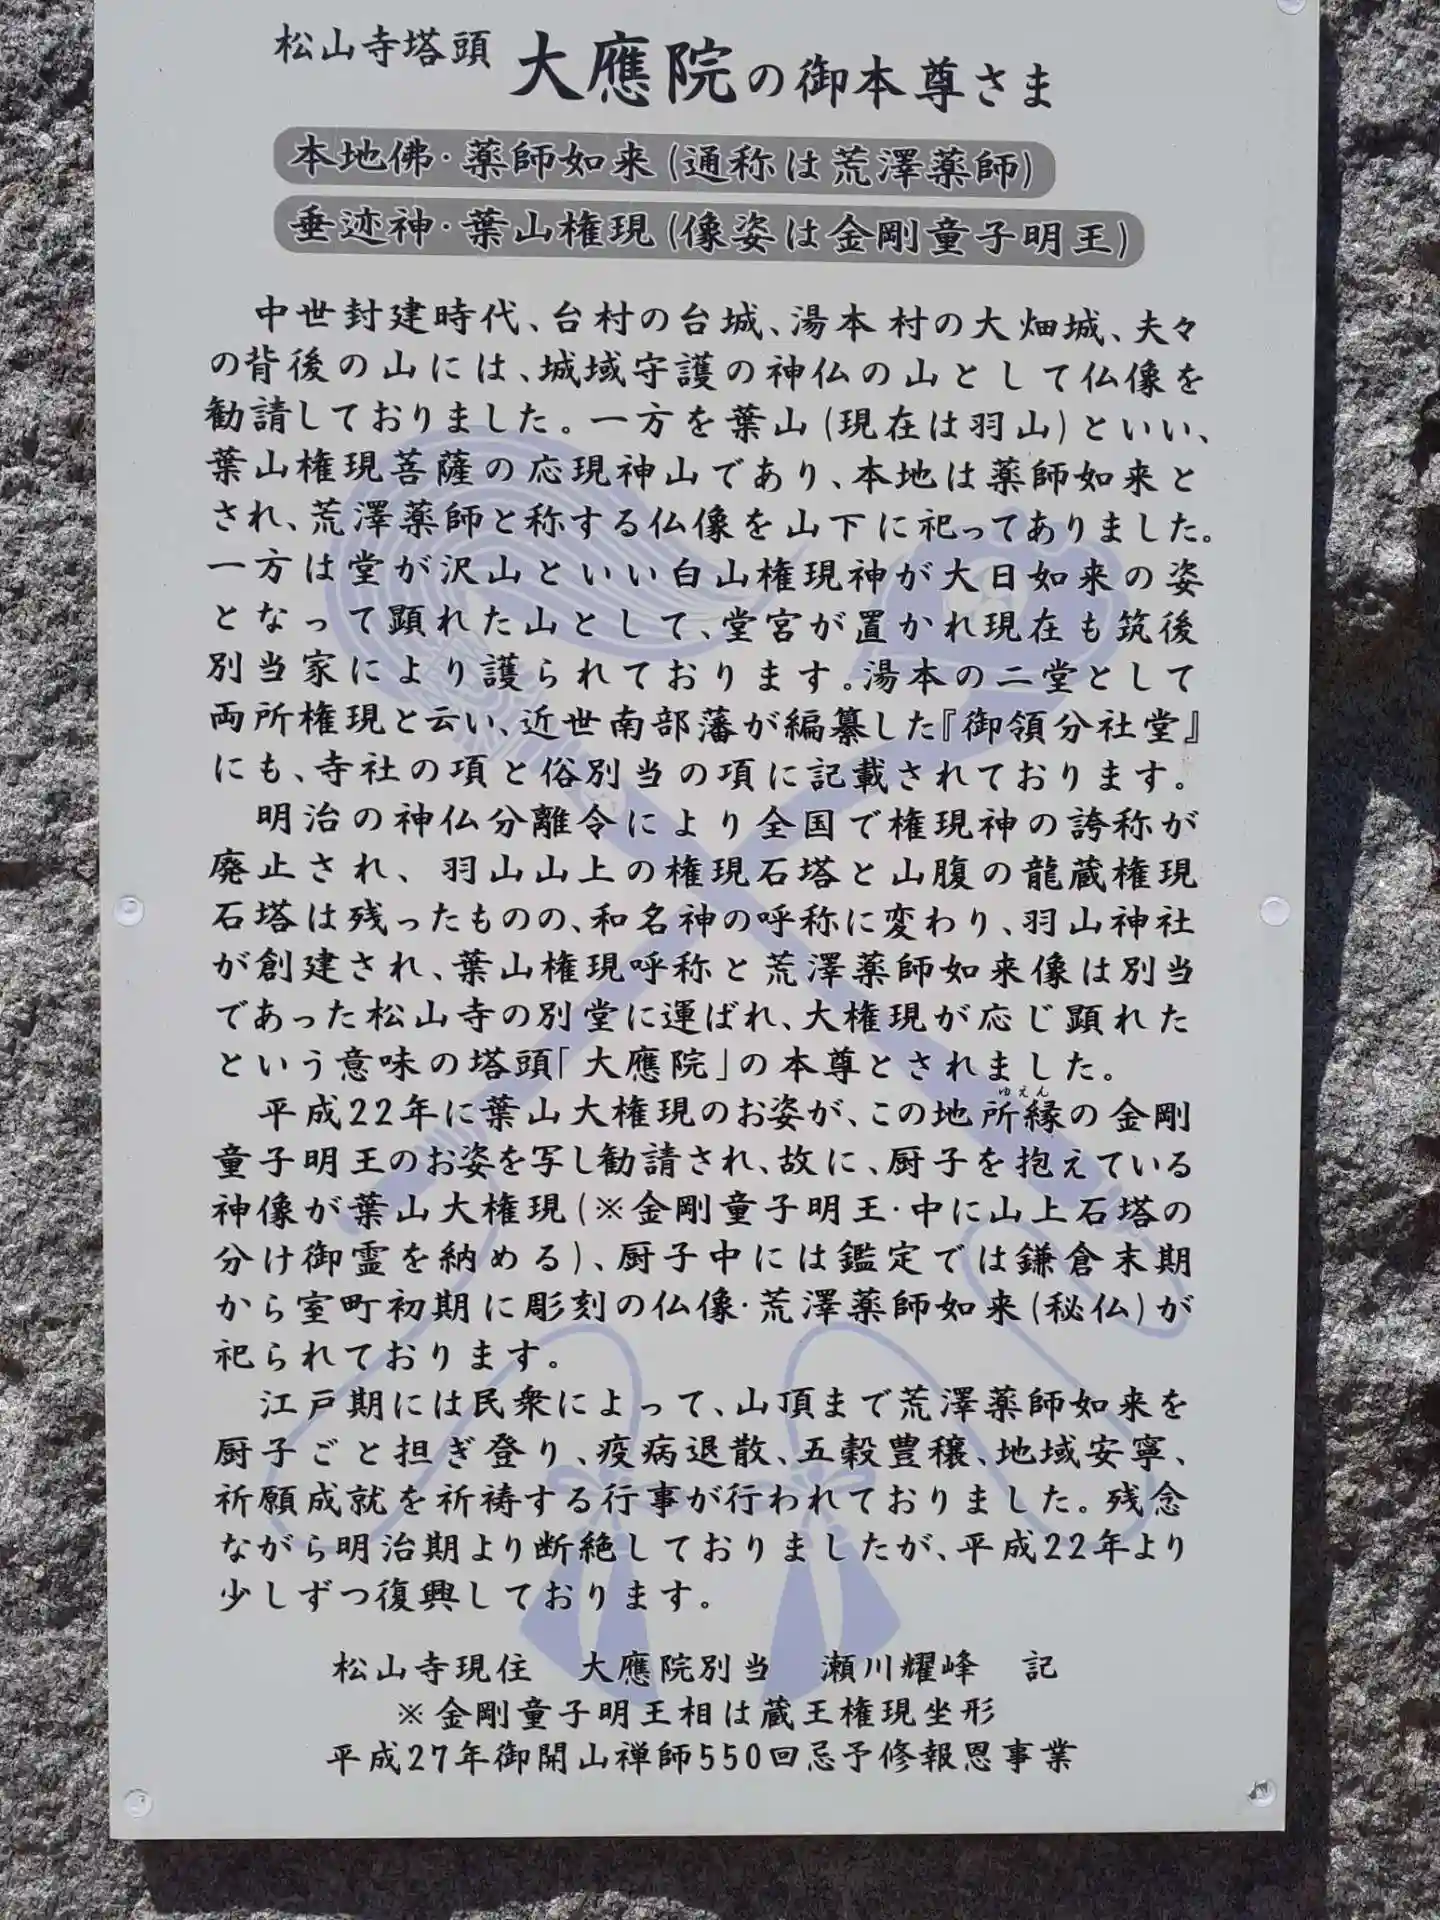 松山寺塔頭 大應院の御本尊さま
本地佛・薬師如来(通称は荒澤薬師)
垂迹神・葉山権現(像姿は金剛童子明王)
中世封建時代、台村の台城、湯本村の大畑城、夫々
の背後の山には、城域守護の神仏の山として仏像を
勧請しておりました。一方を葉山(現在は羽山)といい、
葉山権現菩薩の応現神山であり、本地は薬師如来と
され、荒澤薬師と称する仏像を山下に祀ってありました。
一方は堂が沢山といい白山権現神が大日如来の姿
となって顕れた山として、堂宮が置かれ現在も筑後
別当家により護られております。湯本の二堂として
両所権現と云い、近世南部藩が編纂した『御領分社堂』
にも、寺社の項と俗別当の項に記載されております。
明治の神仏分離令により全国で権現神の誇称が
廃止され、羽山山上の権現石塔と山腹の龍蔵権現
石塔は残ったものの、和名神の呼称に変わり、羽山神社
が創建され、葉山権現呼称と荒澤薬師如来像は別当
であった松山寺の別堂に運ばれ、大権現が応じ顕れた
という意味の塔頭「大應院」の本尊とされました。
平成22年に葉山大権現のお姿が、この地所縁の金剛
ゆえん
童子明王のお姿を写し勧請され、故に、厨子を抱えている
神像が葉山大権現(※金剛童子明王・中に山上石塔の
分け御霊を納める)、厨子中には鑑定では鎌倉末期
から室町初期に彫刻の仏像・荒澤薬師如来(秘仏)が
祀られております。
江戸期には民衆によって、山頂まで荒澤薬師如来を
厨子ごと担ぎ登り、疫病退散、五穀豊穣、地域安寧、
祈願成就を祈祷する行事が行われておりました。残念
ながら明治期より断絶しておりましたが、平成22年より
少しずつ復興しております。
松山寺現住 大應院別当 瀬川耀峰 記
※金剛童子明王相は蔵王権現坐形
平成27年御開山禅師550回忌予修報恩事業